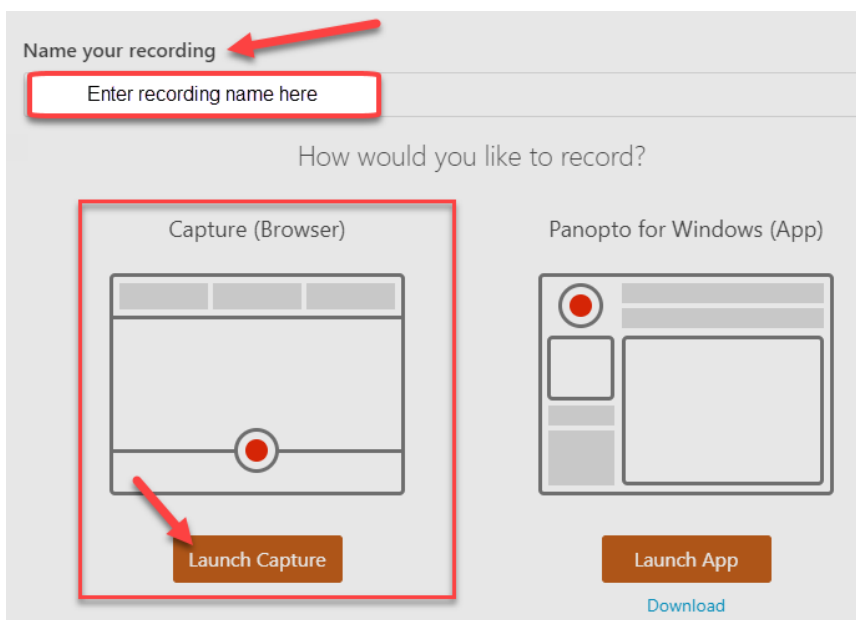 Name your recording
Enter recording name here
How would you like to record?
Capture (Browser)
Panopto for Windows (App)
Launch Capture
Launch App
Download